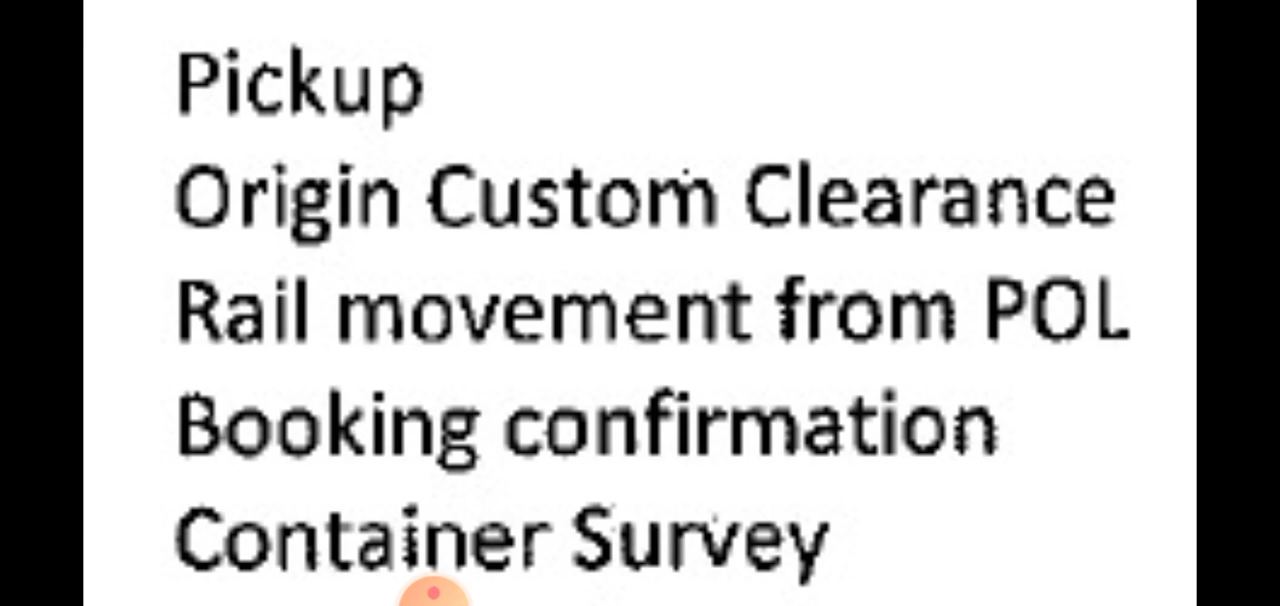 Pickup
Origin Custom Clearance
Rail movement from POL
Booking confirmation
Container Survey